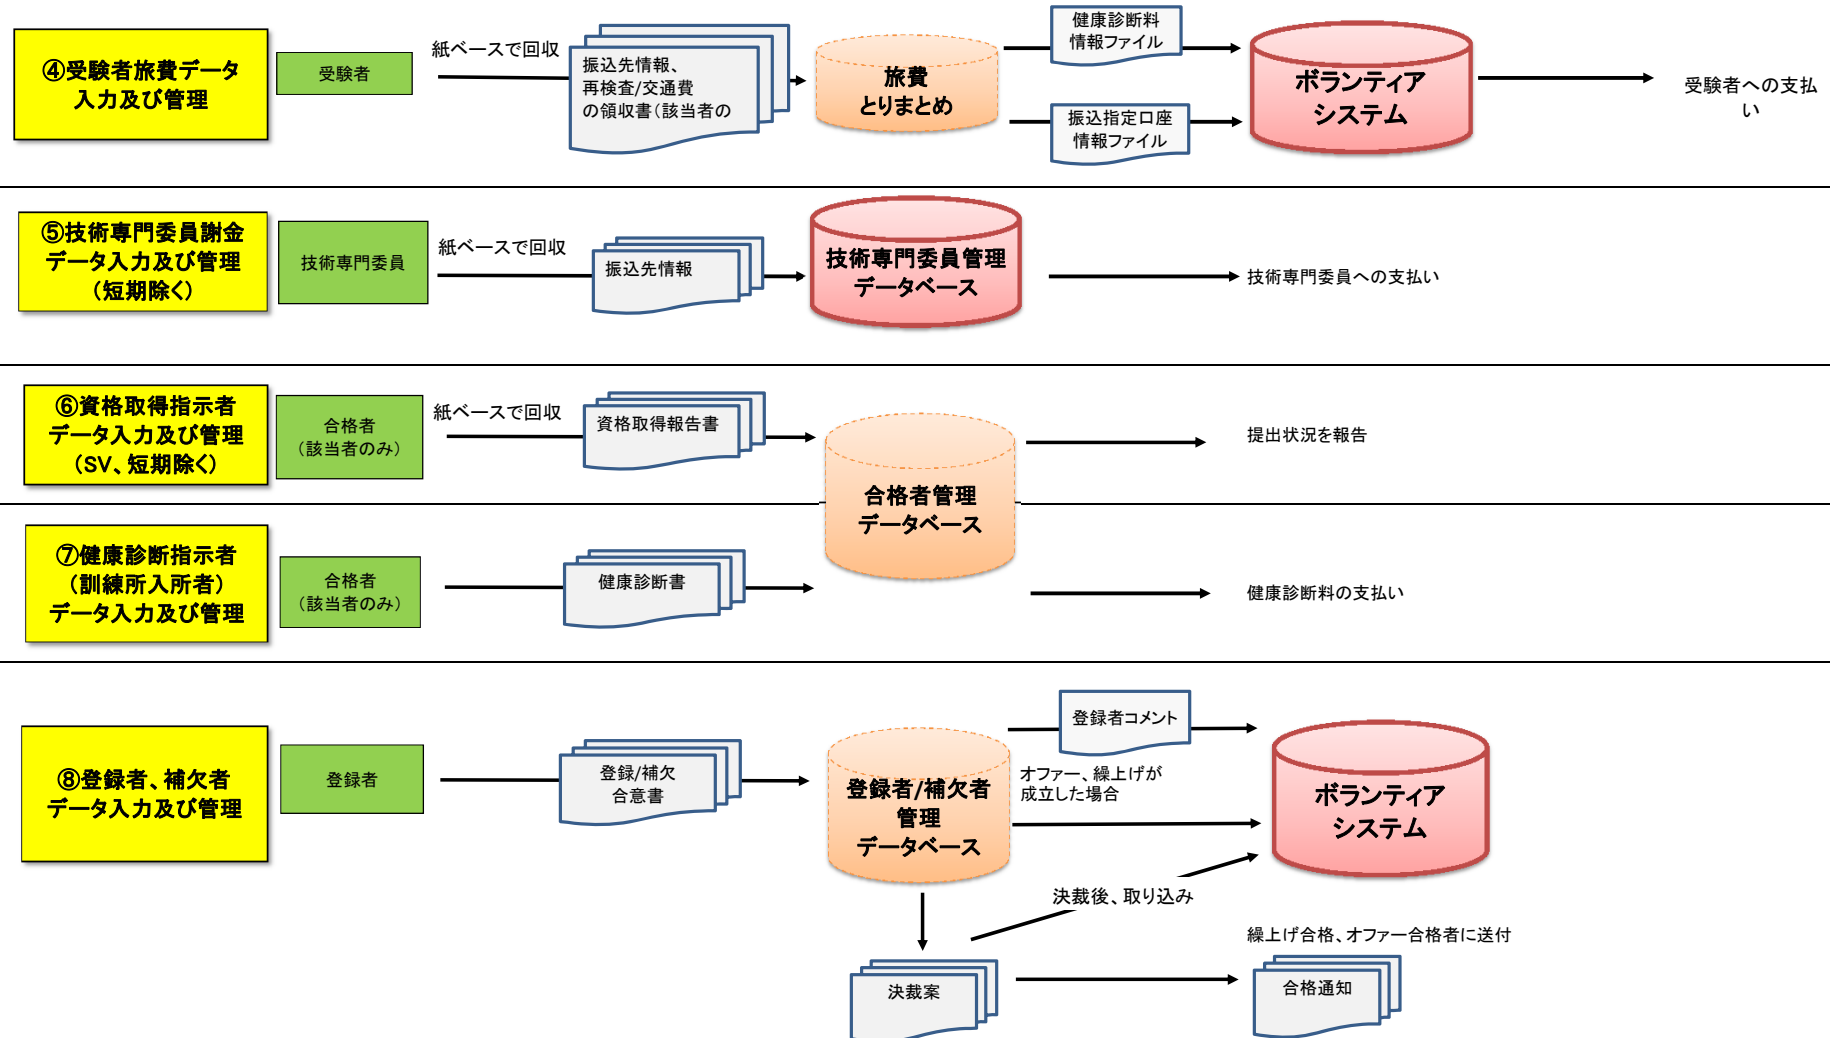 ④受験者旅費データ
入力及び管理
受験者
紙ベースで回収
振込先情報、
再検査/交通費
の領収書（該当者の
旅費
とりまとめ
健康診断料
情報ファイル
振込指定口座
情報ファイル
ボランティア
システム
受験者への支払
い
⑤技術専門委員謝金
データ入力及び管理
（短期除く）
技術専門委員
紙ベースで回収
振込先情報
技術専門委員管理
データベース
技術専門委員への支払い
⑥資格取得指示者
データ入力及び管理
（SV、短期除く）
合格者
（該当者のみ）
紙ベースで回収
資格取得報告書
合格者管理
データベース
提出状況を報告
⑦健康診断指示者
（訓練所入所者）
データ入力及び管理
合格者
（該当者のみ）
健康診断書
健康診断料の支払い
⑧登録者、補欠者
データ入力及び管理
登録者
登録/補欠
合意書
登録者/補欠者
管理
データベース
登録者コメント
オファー、繰上げが
成立した場合
ボランティア
システム
決裁後、取り込み
決裁案
繰上げ合格、オファー合格者に送付
合格通知